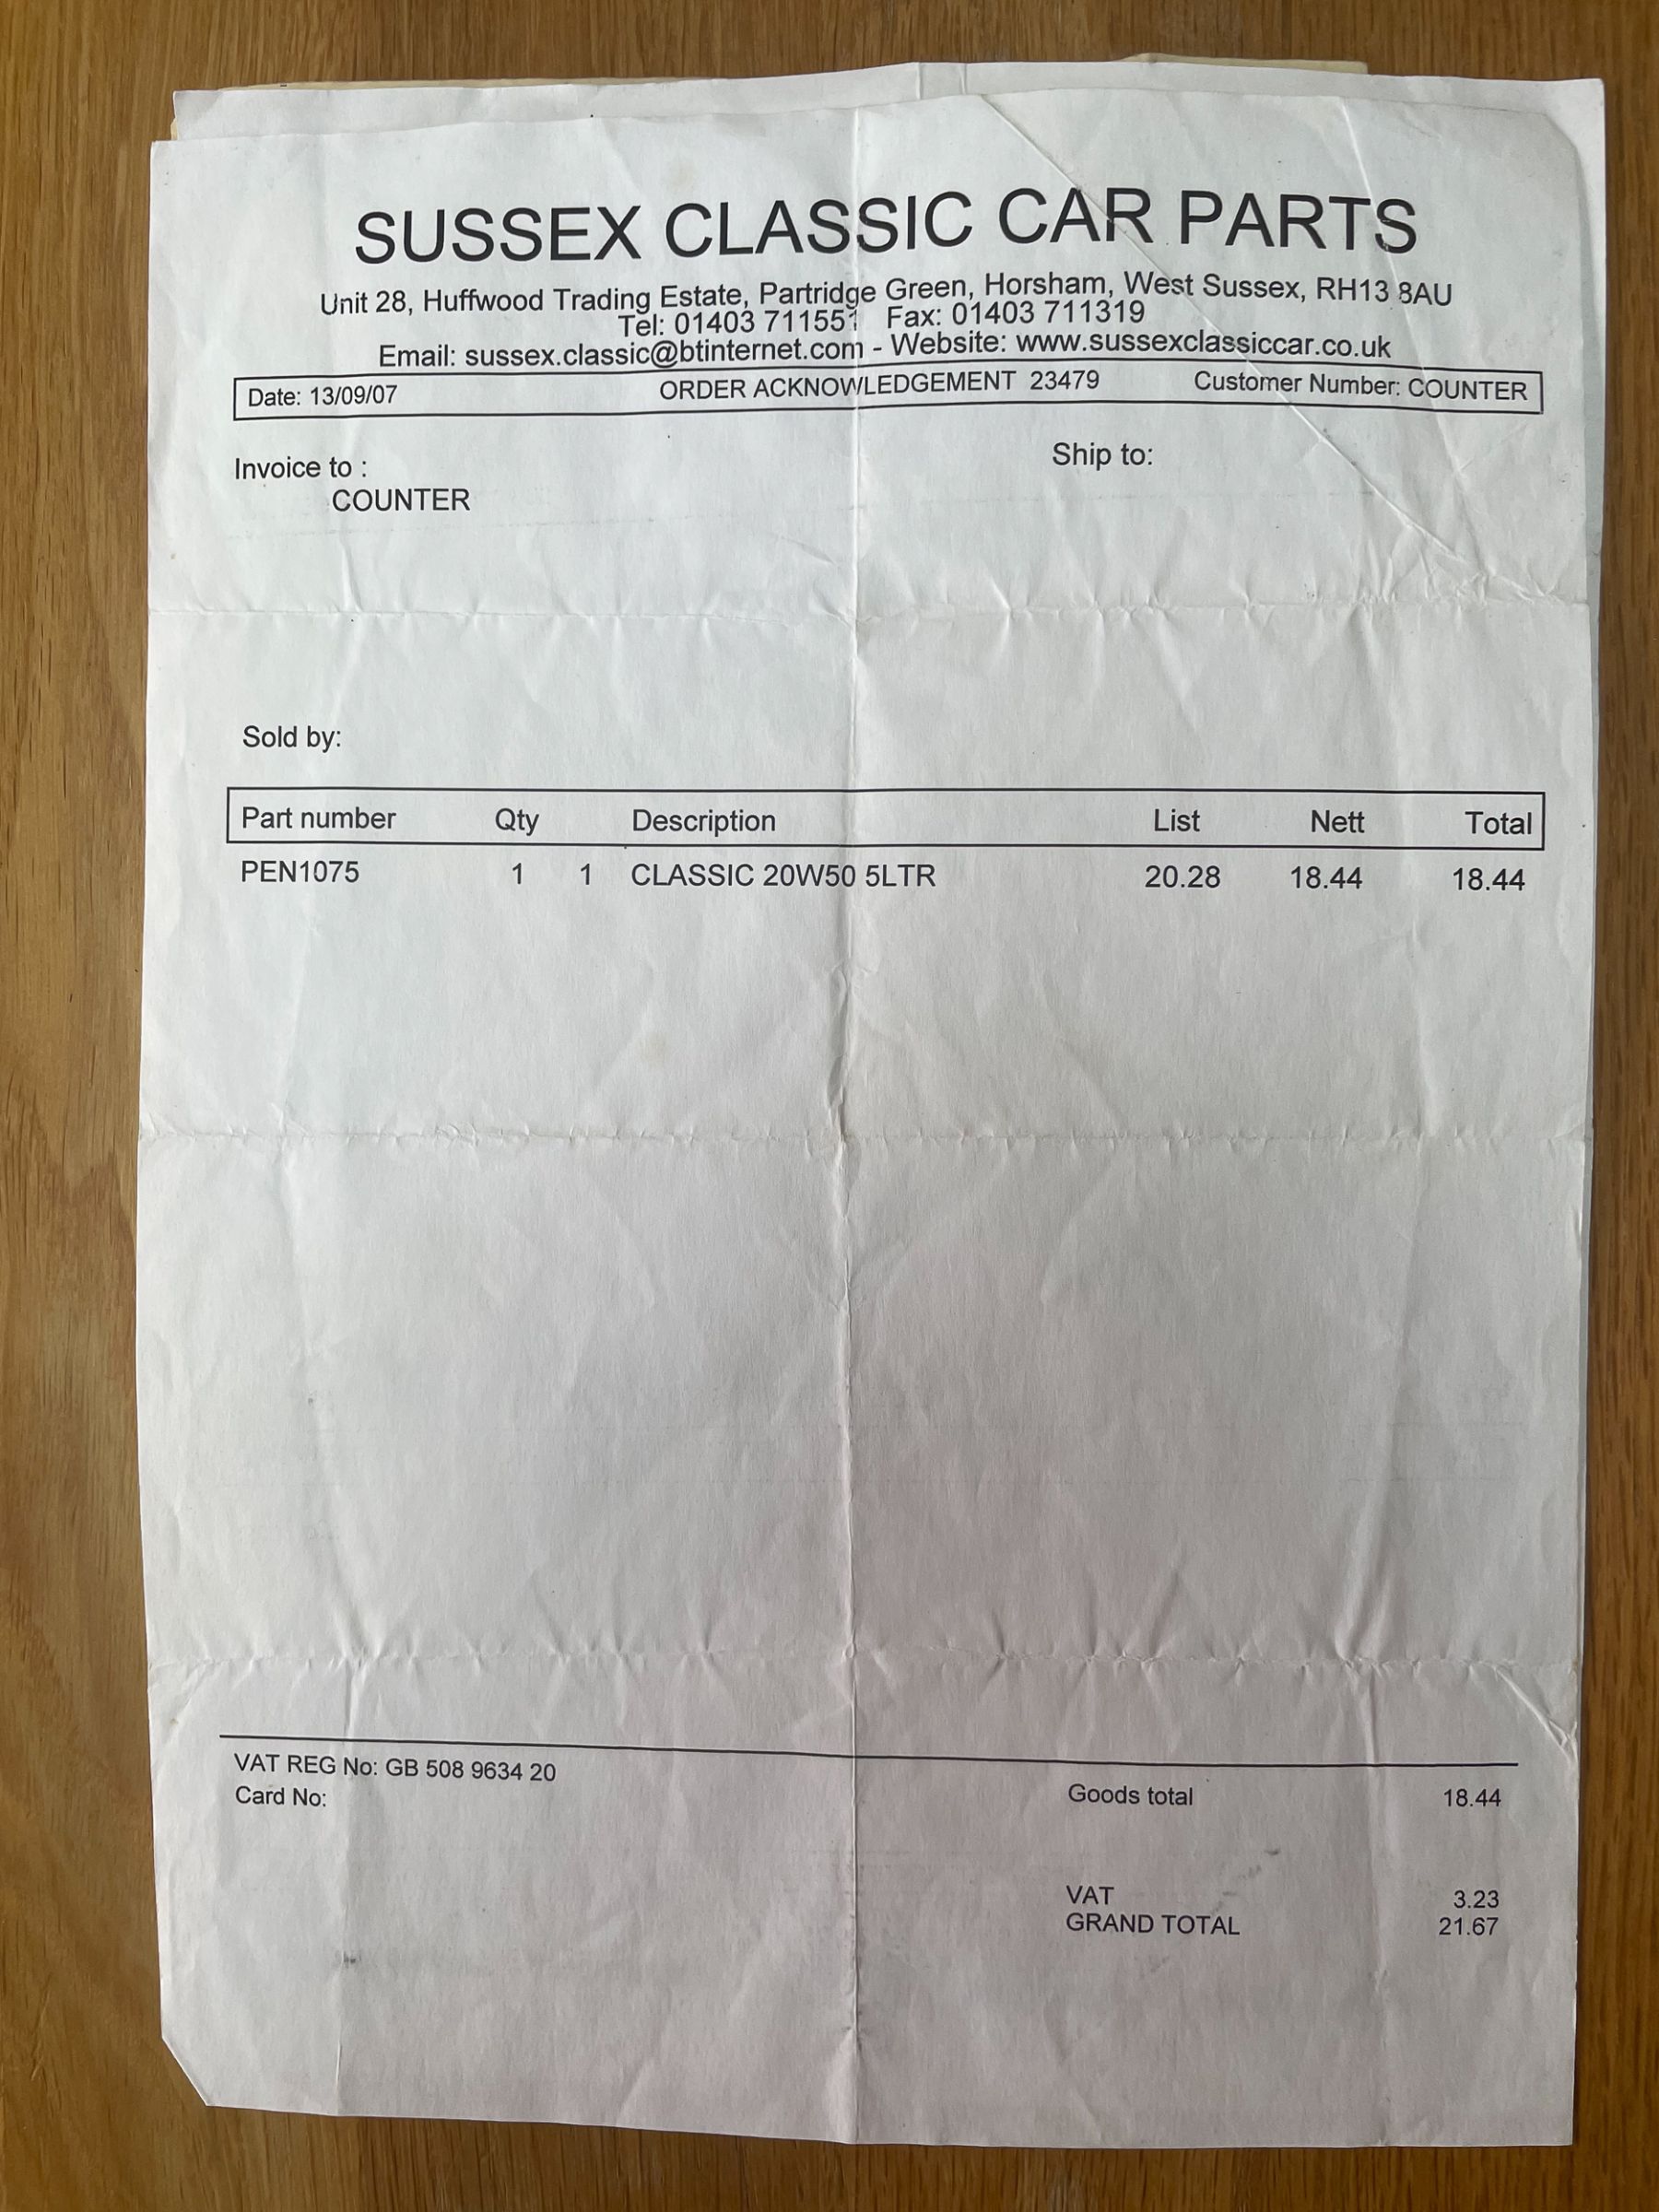 SUSSEX CLASSIC CAR PARTS
Unit 28, Huffwood Trading Estate, Partridge Green, Horsham, West Sussex, RH13 8AU
Tel: 01403 711551 Fax: 01403 711319
Email: sussex.classic@btinternet.com - Website: www.sussexclassiccar.co.uk
Date: 13/09/07 ORDER ACKNOWLEDGEMENT 23479 Customer Number: COUNTER
Invoice to : Ship to:
COUNTER
Sold by:
Part number Qty Description List Nett Total
PEN1075 1 1 CLASSIC 20W50 5LTR 20.28 18.44 18.44
VAT REG No: GB 508 9634 20
Card No: Goods total 18.44
VAT 3.23
GRAND TOTAL 21.67